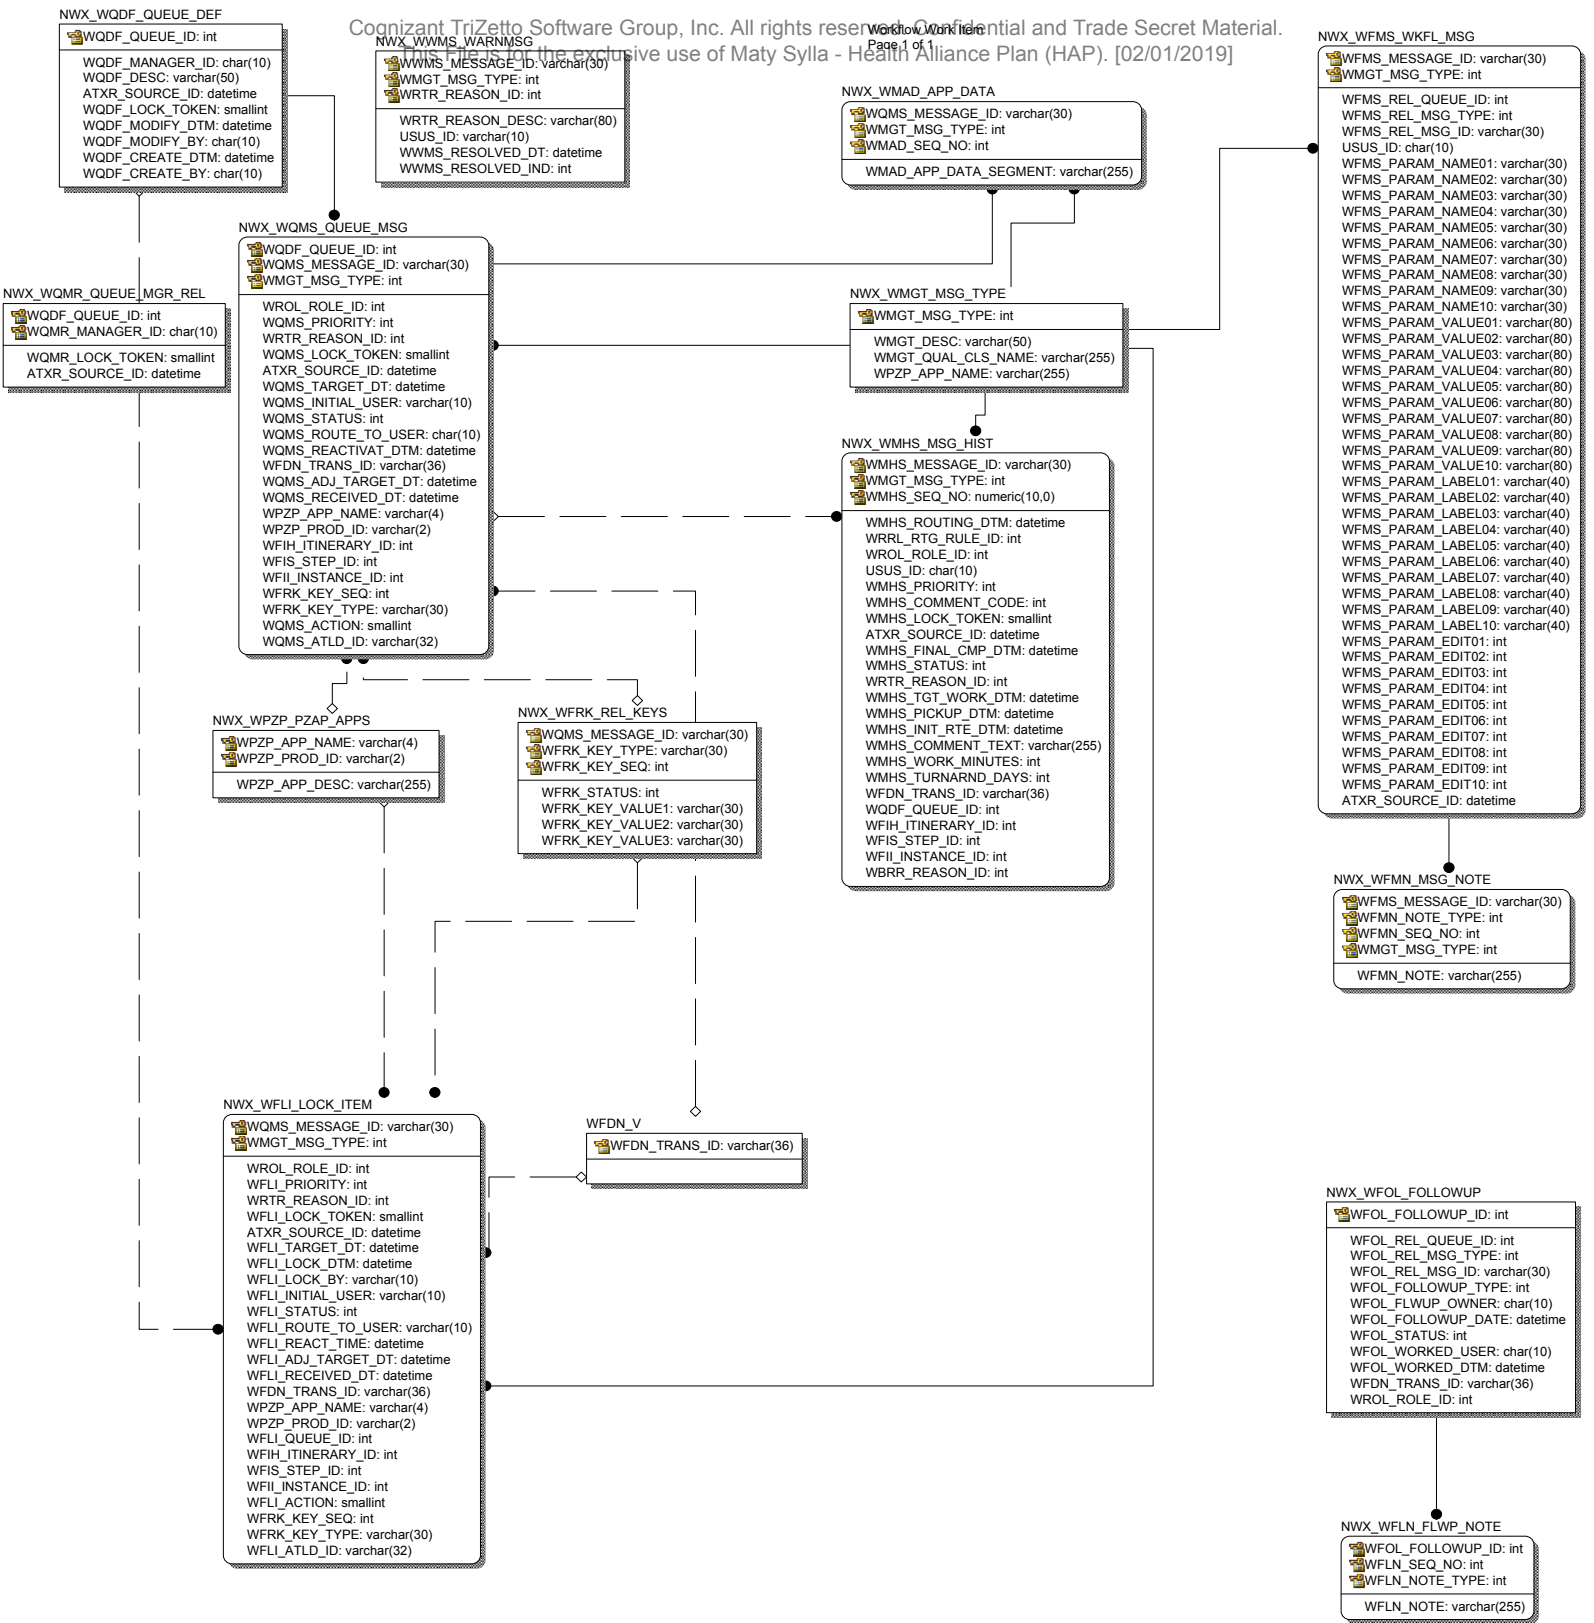 Cognizant TriZetto Software Group, Inc. All rights reserved. Confidential and Trade Secret Material.
This File is for the exclusive use of Maty Sylla - Health Alliance Plan (HAP). [02/01/2019]
Workflow Work Item
Page 1 of 1
NWX_WQDF_QUEUE_DEF
WQDF_QUEUE_ID: int
WQDF_MANAGER_ID: char(10)
WQDF_DESC: varchar(50)
ATXR_SOURCE_ID: datetime
WQDF_LOCK_TOKEN: smallint
WQDF_MODIFY_DTM: datetime
WQDF_MODIFY_BY: char(10)
WQDF_CREATE_DTM: datetime
WQDF_CREATE_BY: char(10)
NWX_WWMS_WARNMSG
WWMS_MESSAGE_ID: varchar(30)
WMGT_MSG_TYPE: int
WRTR_REASON_ID: int
WRTR_REASON_DESC: varchar(80)
USUS_ID: varchar(10)
WWMS_RESOLVED_DT: datetime
WWMS_RESOLVED_IND: int
NWX_WMAD_APP_DATA
WQMS_MESSAGE_ID: varchar(30)
WMGT_MSG_TYPE: int
WMAD_SEQ_NO: int
WMAD_APP_DATA_SEGMENT: varchar(255)
NWX_WFMS_WKFL_MSG
WFMS_MESSAGE_ID: varchar(30)
WMGT_MSG_TYPE: int
WFMS_REL_QUEUE_ID: int
WFMS_REL_MSG_TYPE: int
WFMS_REL_MSG_ID: varchar(30)
USUS_ID: char(10)
WFMS_PARAM_NAME01: varchar(30)
WFMS_PARAM_NAME02: varchar(30)
WFMS_PARAM_NAME03: varchar(30)
WFMS_PARAM_NAME04: varchar(30)
WFMS_PARAM_NAME05: varchar(30)
WFMS_PARAM_NAME06: varchar(30)
WFMS_PARAM_NAME07: varchar(30)
WFMS_PARAM_NAME08: varchar(30)
WFMS_PARAM_NAME09: varchar(30)
WFMS_PARAM_NAME10: varchar(30)
WFMS_PARAM_VALUE01: varchar(80)
WFMS_PARAM_VALUE02: varchar(80)
WFMS_PARAM_VALUE03: varchar(80)
WFMS_PARAM_VALUE04: varchar(80)
WFMS_PARAM_VALUE05: varchar(80)
WFMS_PARAM_VALUE06: varchar(80)
WFMS_PARAM_VALUE07: varchar(80)
WFMS_PARAM_VALUE08: varchar(80)
WFMS_PARAM_VALUE09: varchar(80)
WFMS_PARAM_VALUE10: varchar(80)
WFMS_PARAM_LABEL01: varchar(40)
WFMS_PARAM_LABEL02: varchar(40)
WFMS_PARAM_LABEL03: varchar(40)
WFMS_PARAM_LABEL04: varchar(40)
WFMS_PARAM_LABEL05: varchar(40)
WFMS_PARAM_LABEL06: varchar(40)
WFMS_PARAM_LABEL07: varchar(40)
WFMS_PARAM_LABEL08: varchar(40)
WFMS_PARAM_LABEL09: varchar(40)
WFMS_PARAM_LABEL10: varchar(40)
WFMS_PARAM_EDIT01: int
WFMS_PARAM_EDIT02: int
WFMS_PARAM_EDIT03: int
WFMS_PARAM_EDIT04: int
WFMS_PARAM_EDIT05: int
WFMS_PARAM_EDIT06: int
WFMS_PARAM_EDIT07: int
WFMS_PARAM_EDIT08: int
WFMS_PARAM_EDIT09: int
WFMS_PARAM_EDIT10: int
ATXR_SOURCE_ID: datetime
NWX_WQMS_QUEUE_MSG
WQDF_QUEUE_ID: int
WQMS_MESSAGE_ID: varchar(30)
WMGT_MSG_TYPE: int
WROL_ROLE_ID: int
WQMS_PRIORITY: int
WRTR_REASON_ID: int
WQMS_LOCK_TOKEN: smallint
ATXR_SOURCE_ID: datetime
WQMS_TARGET_DT: datetime
WQMS_INITIAL_USER: varchar(10)
WQMS_STATUS: int
WQMS_ROUTE_TO_USER: char(10)
WQMS_REACTIVAT_DTM: datetime
WFDN_TRANS_ID: varchar(36)
WQMS_ADJ_TARGET_DT: datetime
WQMS_RECEIVED_DT: datetime
WPZP_APP_NAME: varchar(4)
WPZP_PROD_ID: varchar(2)
WFIH_ITINERARY_ID: int
WFIS_STEP_ID: int
WFII_INSTANCE_ID: int
WFRK_KEY_SEQ: int
WFRK_KEY_TYPE: varchar(30)
WQMS_ACTION: smallint
WQMS_ATLD_ID: varchar(32)
NWX_WQMR_QUEUE_MGR_REL
WQDF_QUEUE_ID: int
WQMR_MANAGER_ID: char(10)
WQMR_LOCK_TOKEN: smallint
ATXR_SOURCE_ID: datetime
NWX_WMGT_MSG_TYPE
WMGT_MSG_TYPE: int
WMGT_DESC: varchar(50)
WMGT_QUAL_CLS_NAME: varchar(255)
WPZP_APP_NAME: varchar(255)
NWX_WMHS_MSG_HIST
WMHS_MESSAGE_ID: varchar(30)
WMGT_MSG_TYPE: int
WMHS_SEQ_NO: numeric(10,0)
WMHS_ROUTING_DTM: datetime
WRRL_RTG_RULE_ID: int
WROL_ROLE_ID: int
USUS_ID: char(10)
WMHS_PRIORITY: int
WMHS_COMMENT_CODE: int
WMHS_LOCK_TOKEN: smallint
ATXR_SOURCE_ID: datetime
WMHS_FINAL_CMP_DTM: datetime
WMHS_STATUS: int
WRTR_REASON_ID: int
WMHS_TGT_WORK_DTM: datetime
WMHS_PICKUP_DTM: datetime
WMHS_INIT_RTE_DTM: datetime
WMHS_COMMENT_TEXT: varchar(255)
WMHS_WORK_MINUTES: int
WMHS_TURNARND_DAYS: int
WFDN_TRANS_ID: varchar(36)
WQDF_QUEUE_ID: int
WFIH_ITINERARY_ID: int
WFIS_STEP_ID: int
WFII_INSTANCE_ID: int
WBRR_REASON_ID: int
NWX_WPZP_PZAP_APPS
WPZP_APP_NAME: varchar(4)
WPZP_PROD_ID: varchar(2)
WPZP_APP_DESC: varchar(255)
NWX_WFRK_REL_KEYS
WQMS_MESSAGE_ID: varchar(30)
WFRK_KEY_TYPE: varchar(30)
WFRK_KEY_SEQ: int
WFRK_STATUS: int
WFRK_KEY_VALUE1: varchar(30)
WFRK_KEY_VALUE2: varchar(30)
WFRK_KEY_VALUE3: varchar(30)
NWX_WFMN_MSG_NOTE
WFMS_MESSAGE_ID: varchar(30)
WFMN_NOTE_TYPE: int
WFMN_SEQ_NO: int
WMGT_MSG_TYPE: int
WFMN_NOTE: varchar(255)
NWX_WFLI_LOCK_ITEM
WQMS_MESSAGE_ID: varchar(30)
WMGT_MSG_TYPE: int
WROL_ROLE_ID: int
WFLI_PRIORITY: int
WRTR_REASON_ID: int
WFLI_LOCK_TOKEN: smallint
ATXR_SOURCE_ID: datetime
WFLI_TARGET_DT: datetime
WFLI_LOCK_DTM: datetime
WFLI_LOCK_BY: varchar(10)
WFLI_INITIAL_USER: varchar(10)
WFLI_STATUS: int
WFLI_ROUTE_TO_USER: varchar(10)
WFLI_REACT_TIME: datetime
WFLI_ADJ_TARGET_DT: datetime
WFLI_RECEIVED_DT: datetime
WFDN_TRANS_ID: varchar(36)
WPZP_APP_NAME: varchar(4)
WPZP_PROD_ID: varchar(2)
WFLI_QUEUE_ID: int
WFIH_ITINERARY_ID: int
WFIS_STEP_ID: int
WFII_INSTANCE_ID: int
WFLI_ACTION: smallint
WFRK_KEY_SEQ: int
WFRK_KEY_TYPE: varchar(30)
WFLI_ATLD_ID: varchar(32)
WFDN_V
WFDN_TRANS_ID: varchar(36)
NWX_WFOL_FOLLOWUP
WFOL_FOLLOWUP_ID: int
WFOL_REL_QUEUE_ID: int
WFOL_REL_MSG_TYPE: int
WFOL_REL_MSG_ID: varchar(30)
WFOL_FOLLOWUP_TYPE: int
WFOL_FLWUP_OWNER: char(10)
WFOL_FOLLOWUP_DATE: datetime
WFOL_STATUS: int
WFOL_WORKED_USER: char(10)
WFOL_WORKED_DTM: datetime
WFDN_TRANS_ID: varchar(36)
WROL_ROLE_ID: int
NWX_WFLN_FLWP_NOTE
WFOL_FOLLOWUP_ID: int
WFLN_SEQ_NO: int
WFLN_NOTE_TYPE: int
WFLN_NOTE: varchar(255)